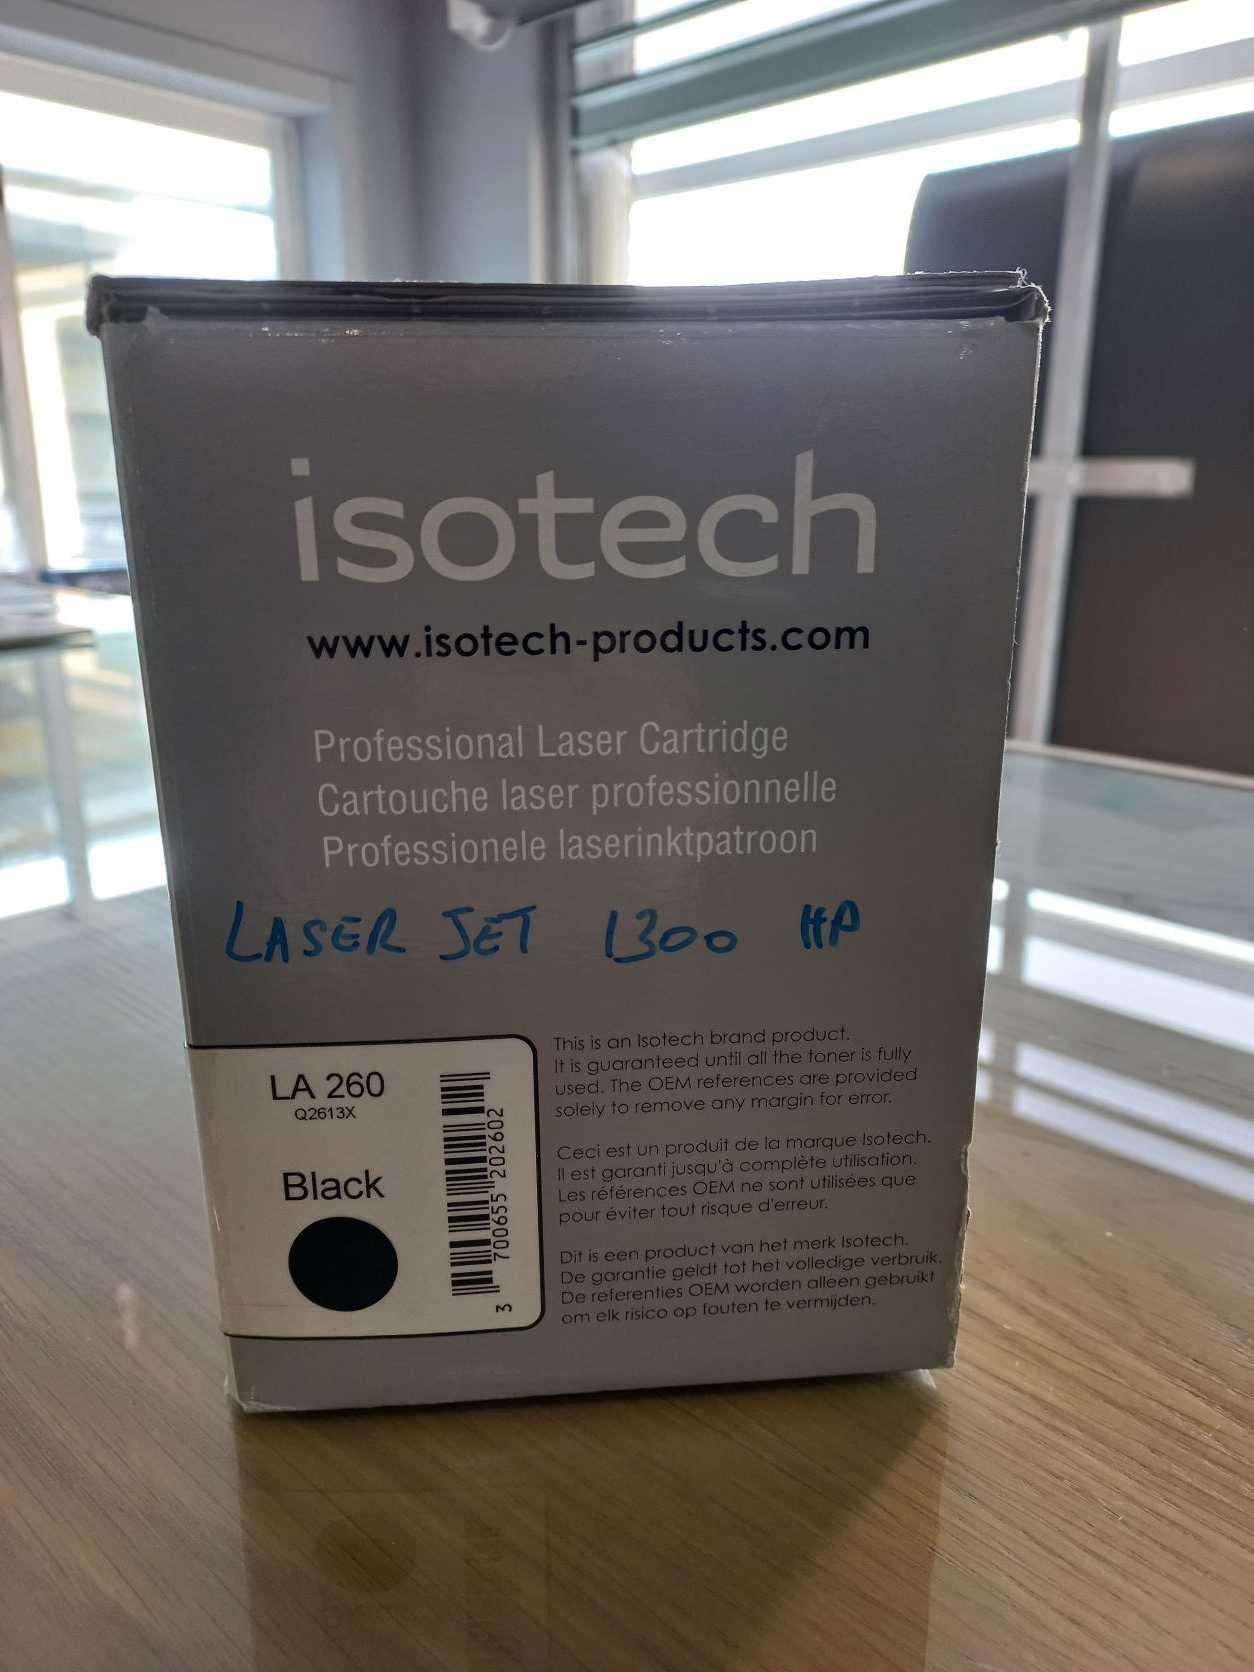 isotech
www.isotech-products.com
Professional Laser Cartridge
Cartouche laser professionnelle
Professionele laserinktpatroon
LASER JET 1300 HP
LA 260
Q2613X
Black
3 700655 202602
This is an Isotech brand product.
It is guaranteed until all the toner is fully
used. The OEM references are provided
solely to remove any margin for error.
Ceci est un produit de la marque Isotech.
Il est garanti jusqu'à complète utilisation.
Les références OEM ne sont utilisées que
pour éviter tout risque d'erreur.
Dit is een product van het merk Isotech.
De garantie geldt tot het volledige verbruik.
De referenties OEM worden alleen gebruikt
om elk risico op fouten te vermijden.